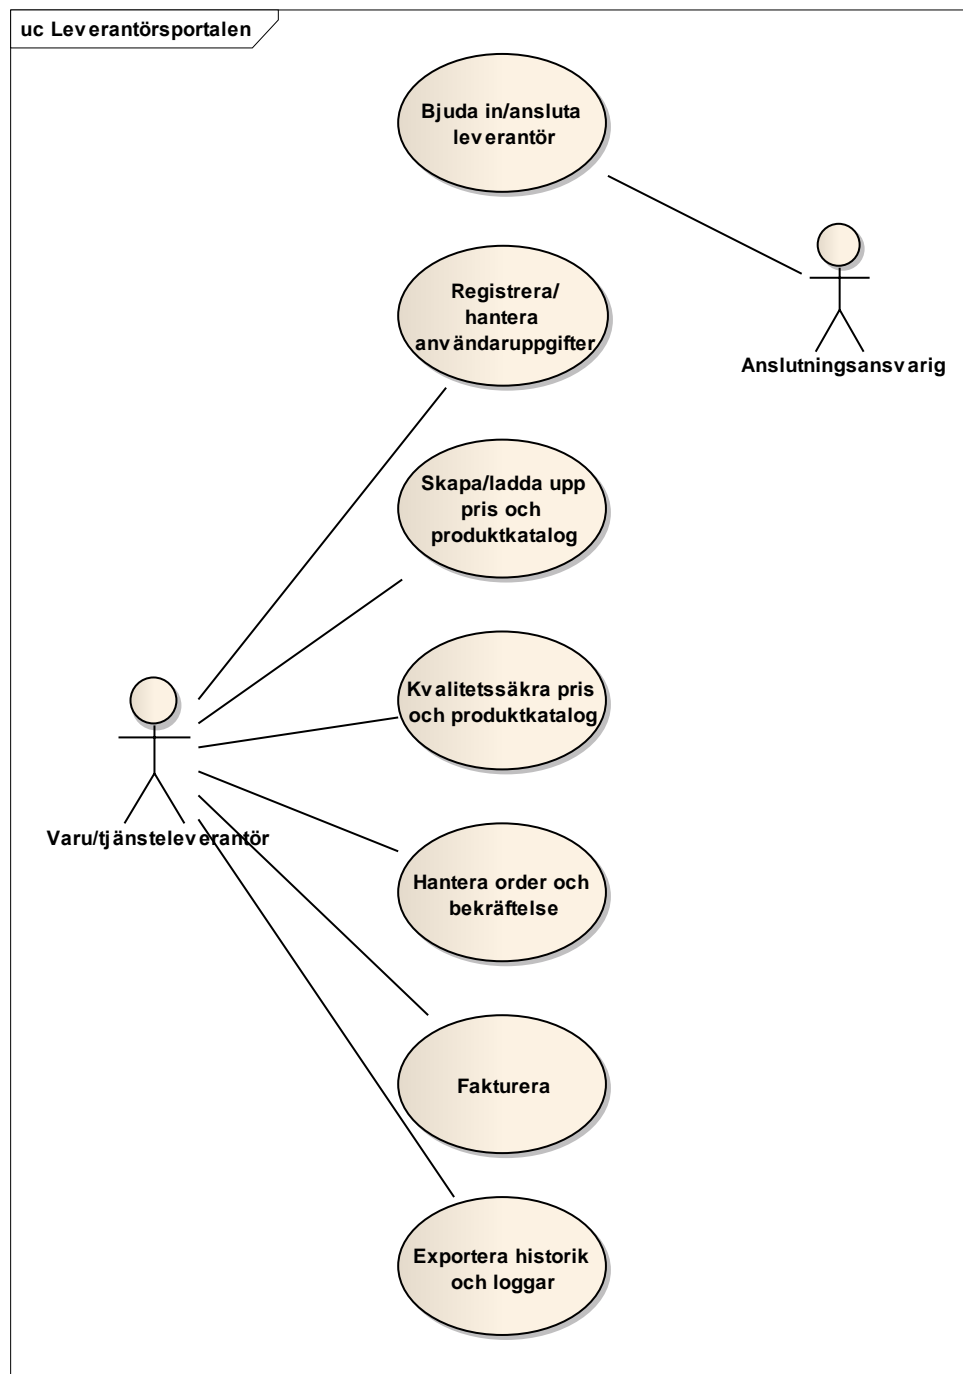 uc Leverantörsportalen
Bjuda in/ansluta
leverantör
Registrera/
hantera
användaruppgifter
Anslutningsansvarig
Skapa/ladda upp
pris och
produktkatalog
Kvalitetssäkra pris
och produktkatalog
Varu/tjänsteleverantör
Hantera order och
bekräftelse
Fakturera
Exportera historik
och loggar